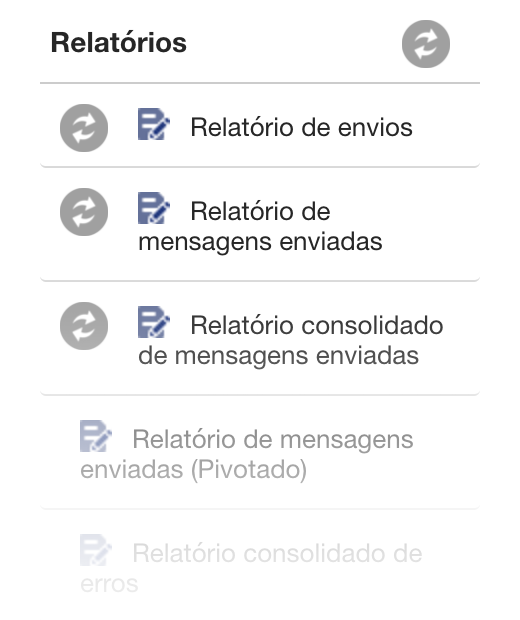 Relatórios
Relatório de envios
Relatório de
mensagens enviadas
Relatório consolidado
de mensagens enviadas
Relatório de mensagens
enviadas (Pivotado)
Relatório consolidado de
erros